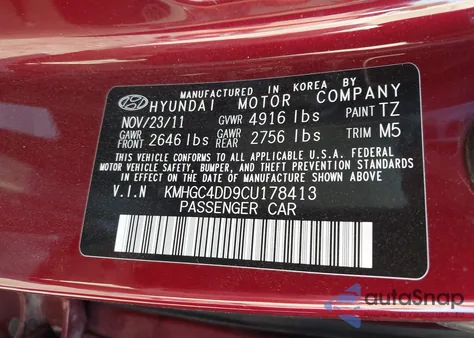 MANUFACTURED IN KOREA BY
HYUNDAI MOTOR COMPANY
NOV/23/11 GVWR 4916 lbs PAINT TZ
GAWR FRONT 2646 lbs GAWR REAR 2756 lbs TRIM M5
THIS VEHICLE CONFORMS TO ALL APPLICABLE U.S.A. FEDERAL
MOTOR VEHICLE SAFETY, BUMPER, AND THEFT PREVENTION
STANDARDS IN EFFECT ON THE DATE OF MANUFACTURE SHOWN ABOVE.
V.I.N KMHGC4DD9CU178413
PASSENGER CAR
autoSnap